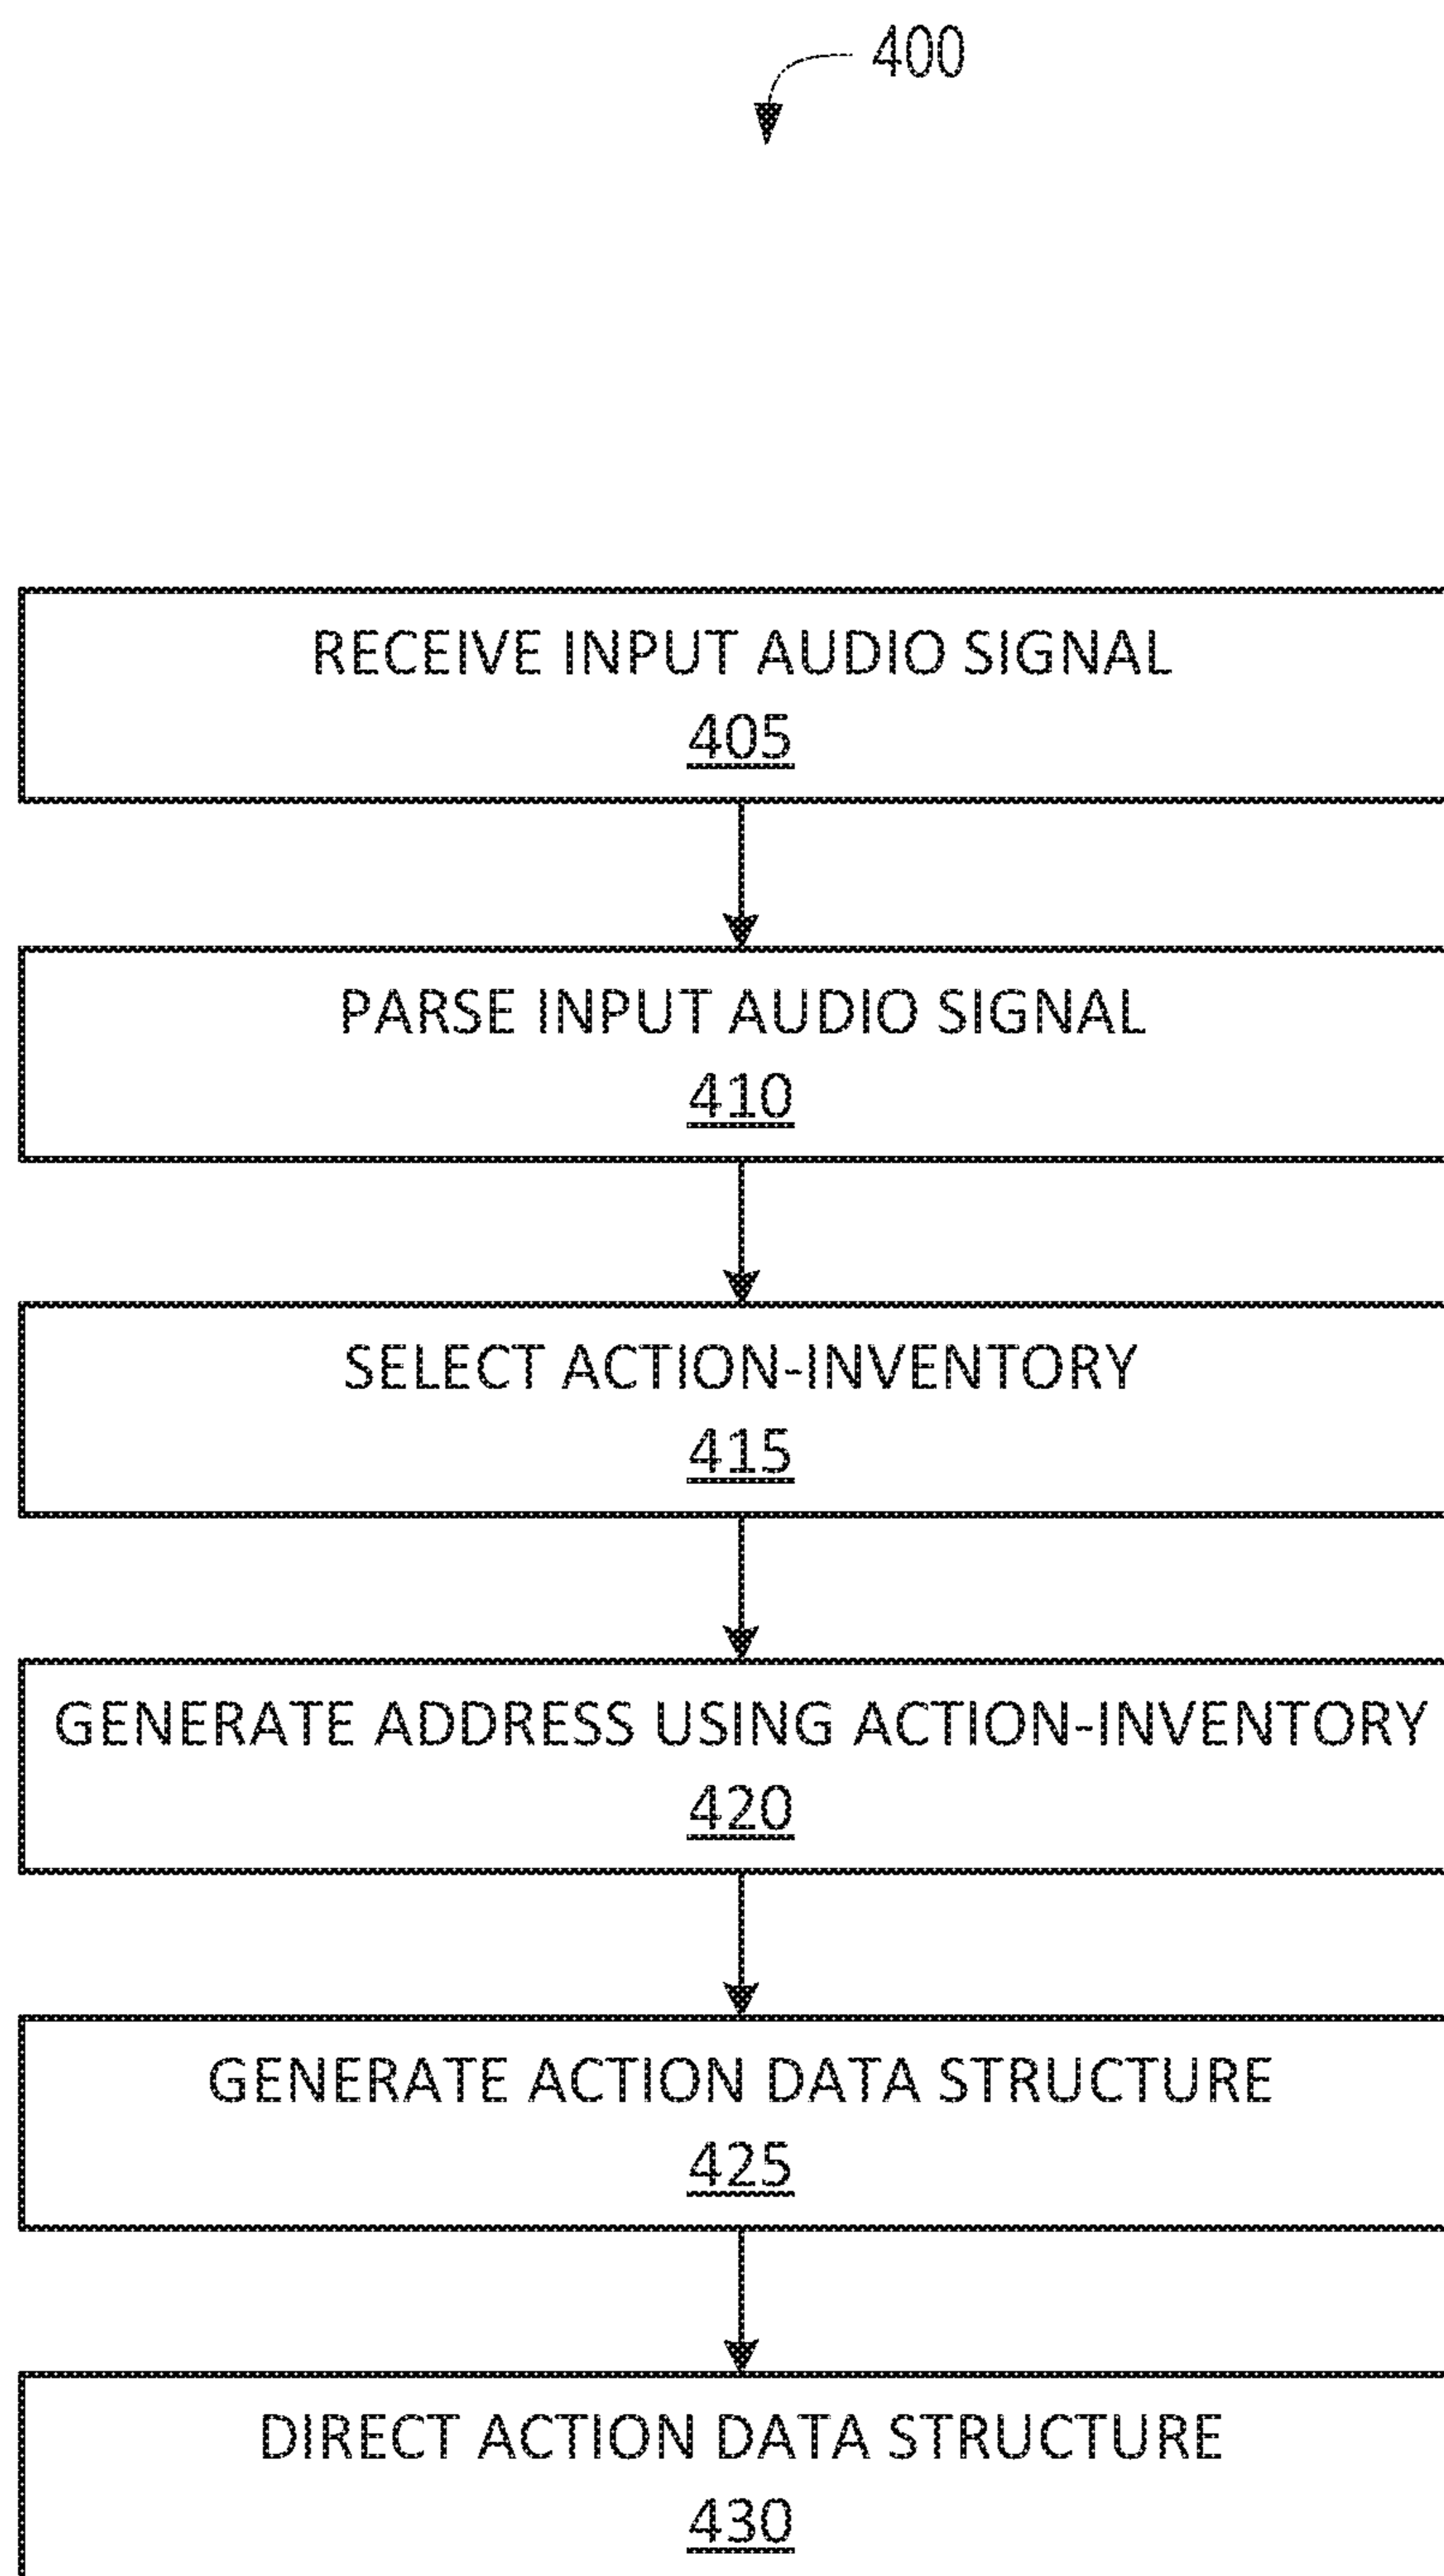 400
RECEIVE INPUT AUDIO SIGNAL
405
PARSE INPUT AUDIO SIGNAL
410
SELECT ACTION-INVENTORY
415
GENERATE ADDRESS USING ACTION-INVENTORY
420
GENERATE ACTION DATA STRUCTURE
425
DIRECT ACTION DATA STRUCTURE
430